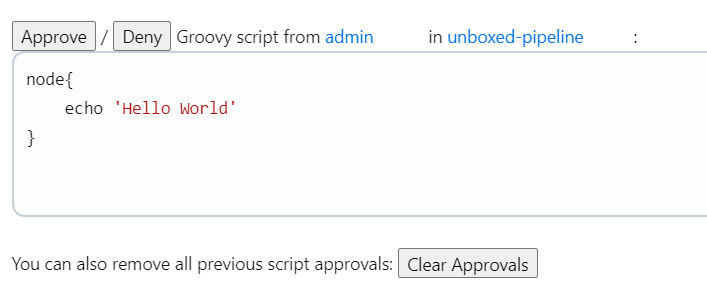 Approve / Deny Groovy script from admin in unboxed-pipeline :
node{
    echo 'Hello World'
}
You can also remove all previous script approvals: Clear Approvals